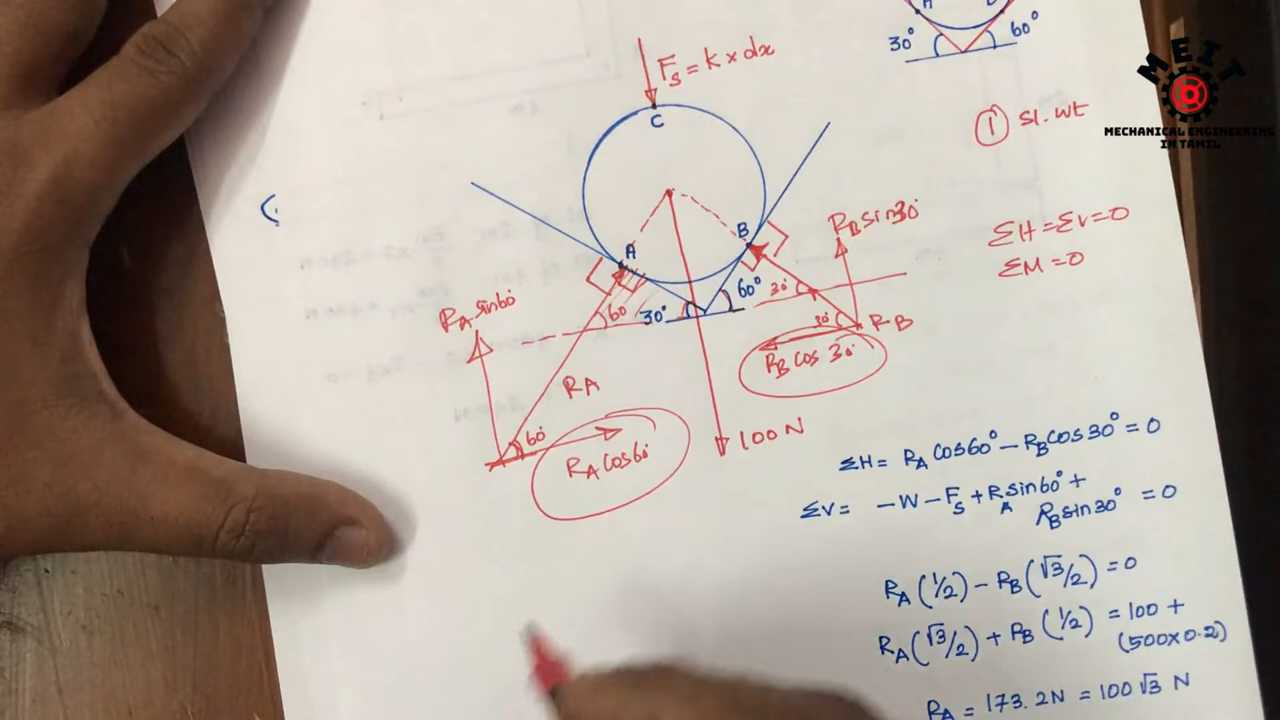 A
B
30°
60°
MEIT
MECHANICAL ENGINEERING
IN TAMIL
Fs = k x dx
C
① sl. wt
ΣH = ΣV = 0
ΣM = 0
A
B
RB sin30°
RA sin60°
60
30°
60°
30°
30°
RB
RB cos 30°
RA
60°
RA cos60°
100 N
ΣH = RA cos60° - RB cos30° = 0
ΣV = -W - Fs + RA sin60° +
RB sin30° = 0
RA (1/2) - RB (√3/2) = 0
RA (√3/2) + RB (1/2) = 100 +
(500x0.2)
RA = 173.2N = 100√3 N